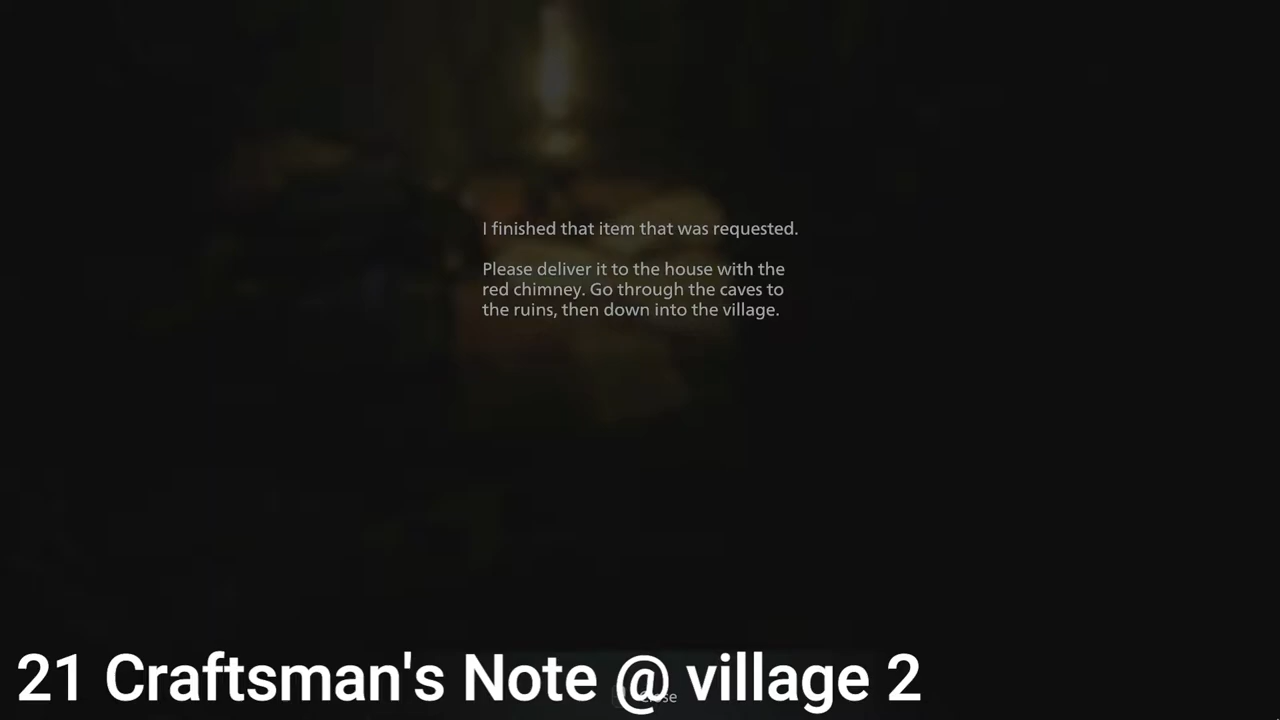 I finished that item that was requested.
Please deliver it to the house with the
red chimney. Go through the caves to
the ruins, then down into the village.
21 Craftsman's Note @ village 2
Close